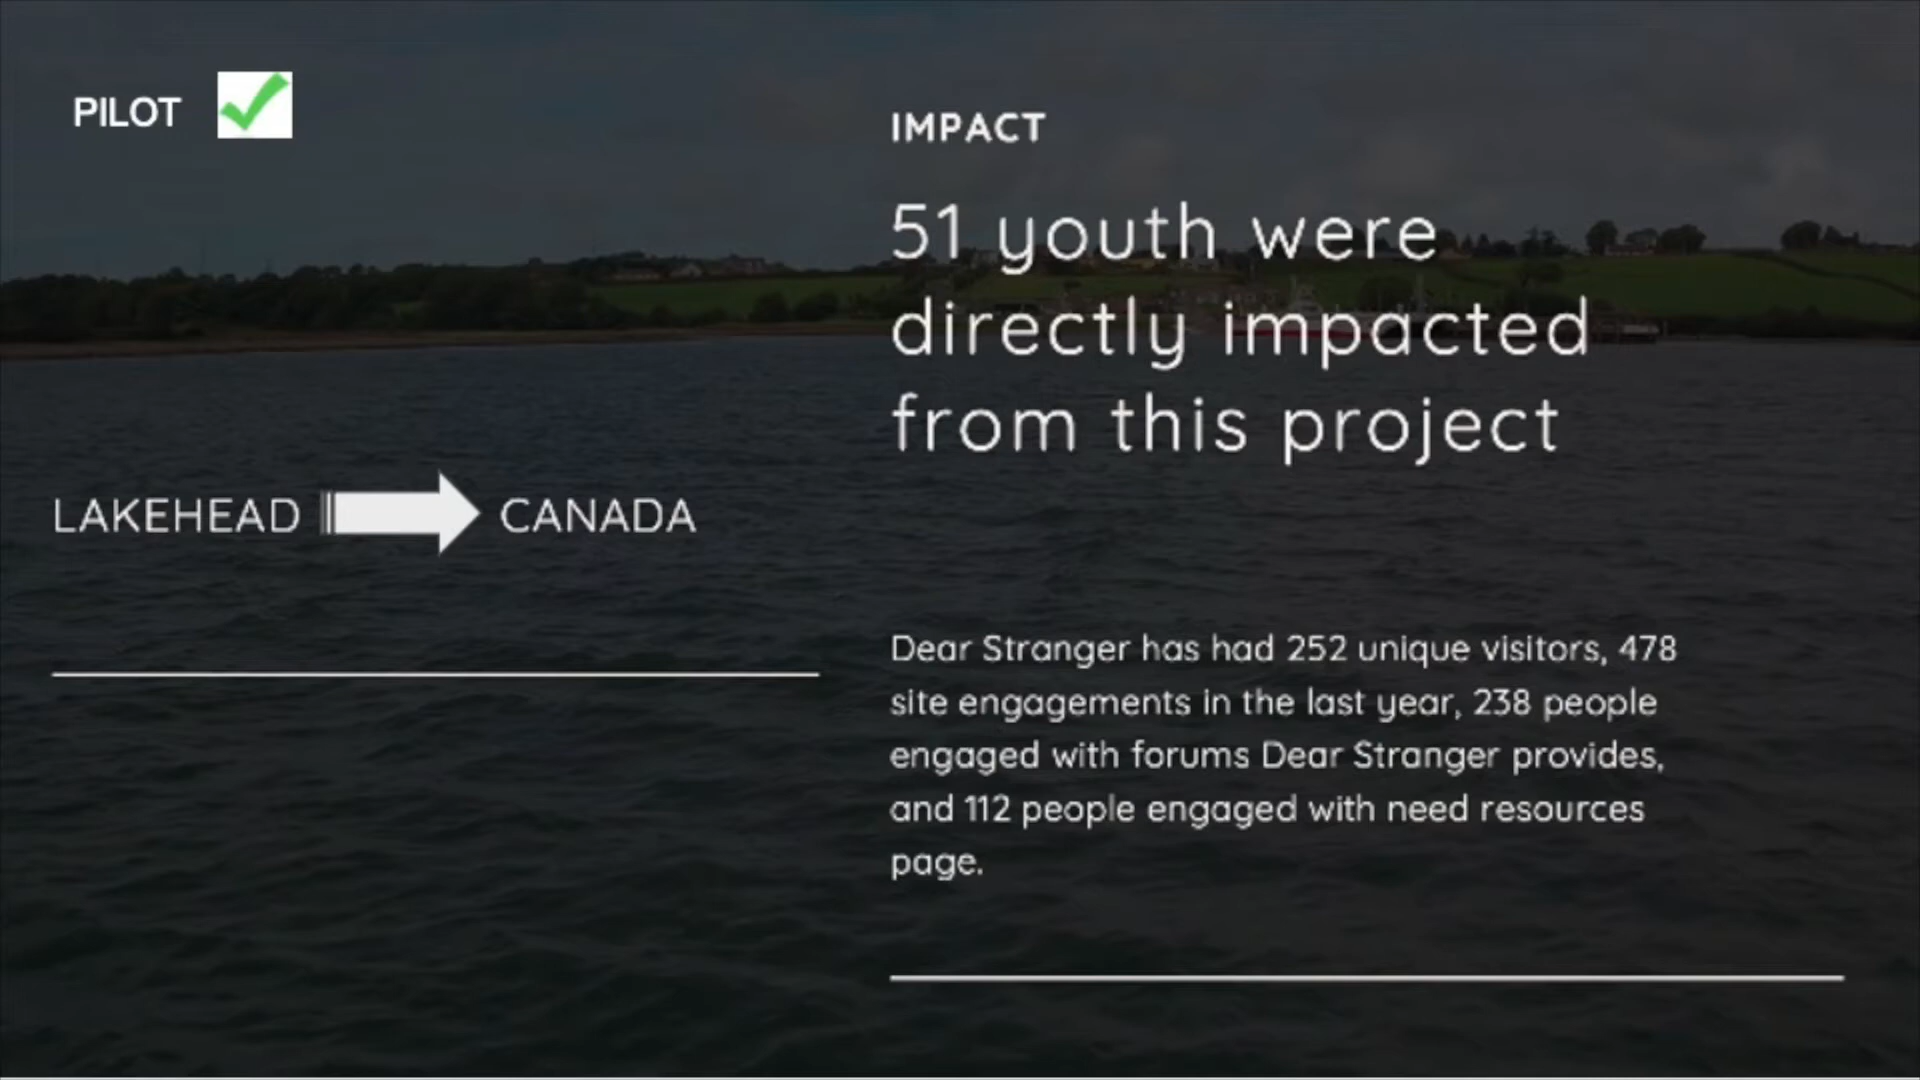 PILOT
LAKEHEAD CANADA
IMPACT
51 youth were
directly impacted
from this project
Dear Stranger has had 252 unique visitors, 478
site engagements in the last year, 238 people
engaged with forums Dear Stranger provides,
and 112 people engaged with need resources
page.